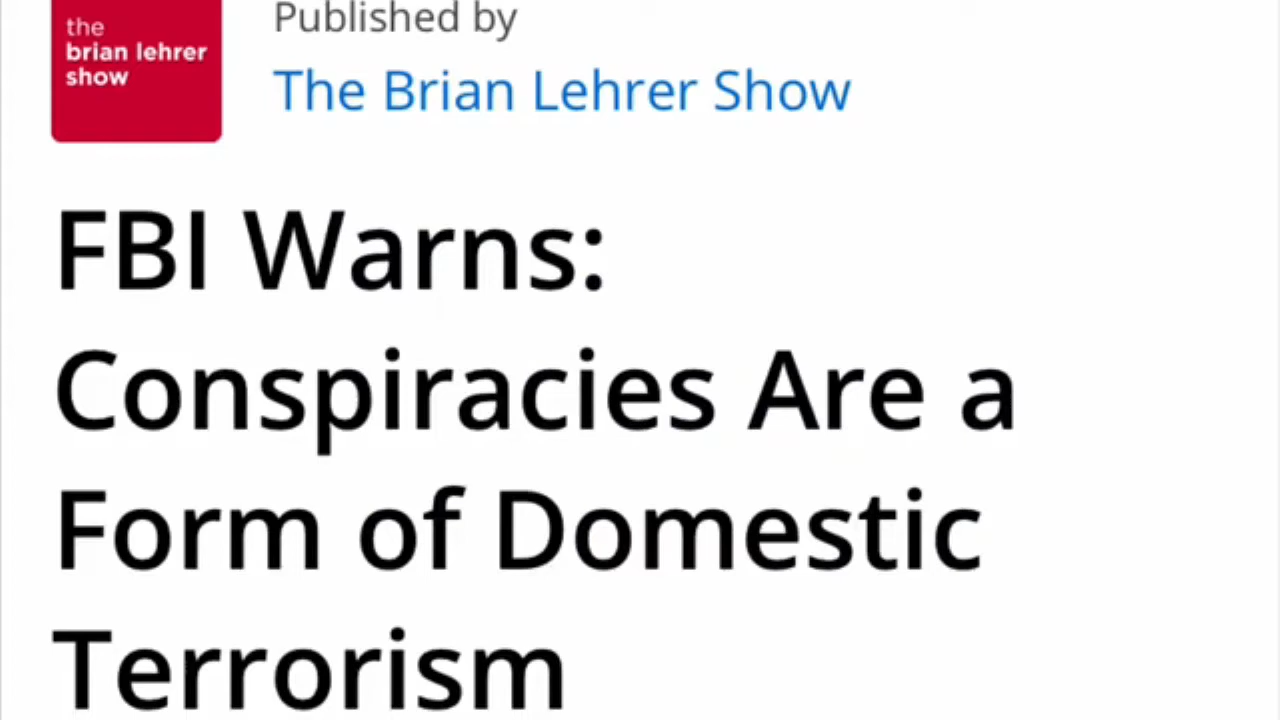 the
brian lehrer
show
Published by
The Brian Lehrer Show
FBI Warns:
Conspiracies Are a
Form of Domestic
Terrorism